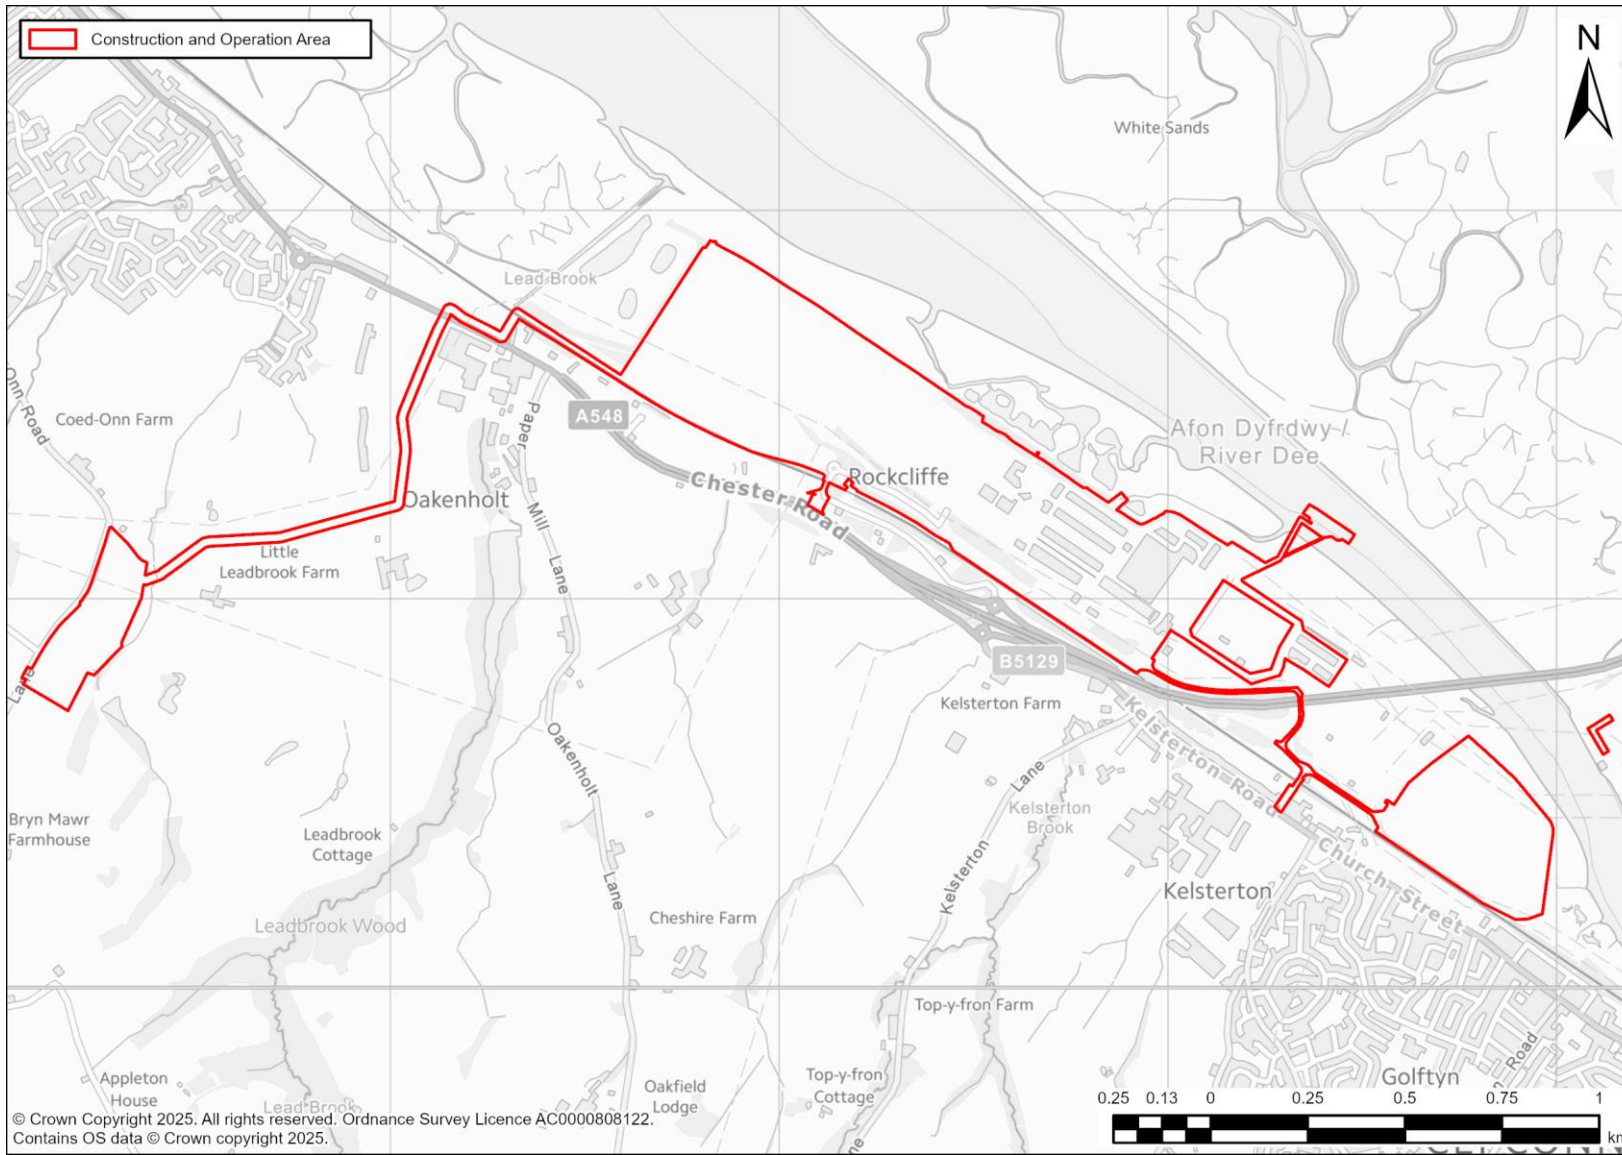 Construction and Operation Area
N
White Sands
Lead Brook
Onn Road
Coed-Onn Farm
A548
Paper Mill Lane
Afon Dyfrdwy /
River Dee
Rockcliffe
Chester Road
Oakenholt
Little
Leadbrook Farm
B5129
Lane
Kelsterton Farm
Kelsterton Road
Oakenholt Lane
Kelsterton Lane
Kelsterton
Brook
Bryn Mawr
Farmhouse
Leadbrook
Cottage
Church Street
Kelsterton
Cheshire Farm
Leadbrook Wood
Top-y-fron Farm
Appleton
House
Oakfield
Lodge
Top-y-fron
Cottage
Lane
Road
Golftyn
Lead Brook
0.25 0.13 0 0.25 0.5 0.75 1
km
© Crown Copyright 2025. All rights reserved. Ordnance Survey Licence AC0000808122.
Contains OS data © Crown copyright 2025.